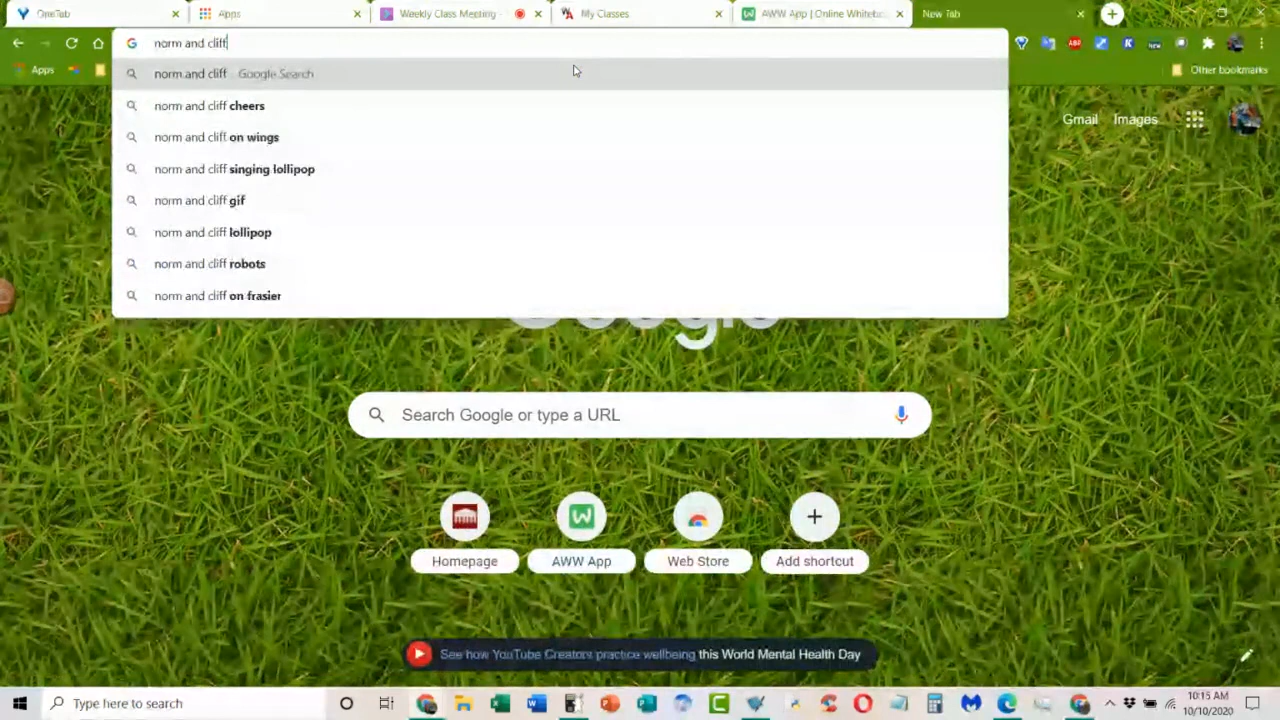 OneTab
Apps
Weekly Class Meeting -
My Classes
AWW App | Online Whitebo
New Tab
norm and cliff
Apps
Other bookmarks
norm and cliff - Google Search
norm and cliff cheers
norm and cliff on wings
norm and cliff singing lollipop
norm and cliff gif
norm and cliff lollipop
norm and cliff robots
norm and cliff on frasier
Gmail
Images
Google
Search Google or type a URL
Homepage
AWW App
Web Store
Add shortcut
See how YouTube Creators practice wellbeing this World Mental Health Day
Type here to search
10:15 AM
10/10/2020